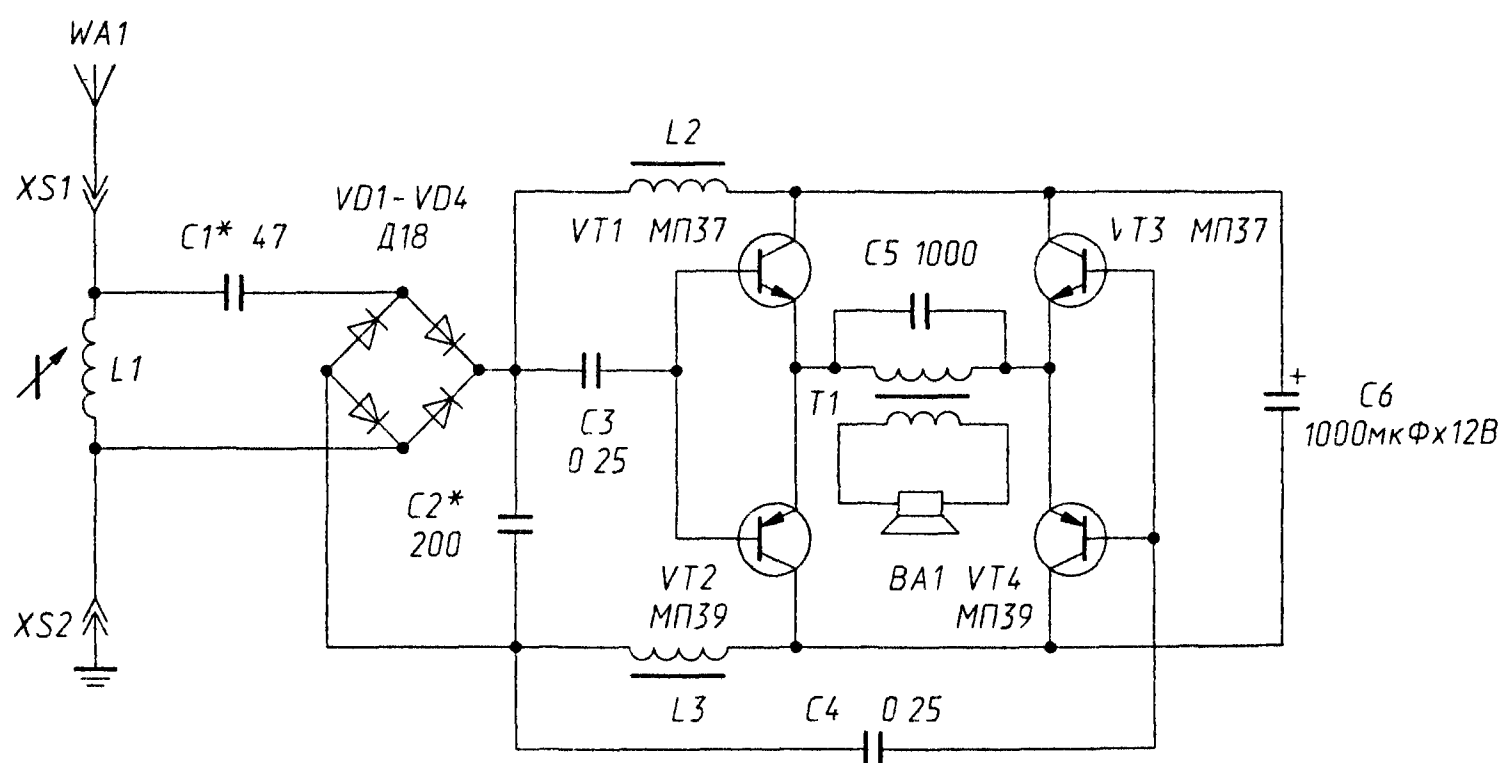 WA1
XS1
C1* 47
VD1-VD4
Д18
L1
XS2
L2
VT1 МП37
C5 1000
VT3 МП37
C3
0 25
C2*
200
T1
+
C6
1000мкФх12В
VT2
МП39
BA1
VT4
МП39
L3
C4 0 25